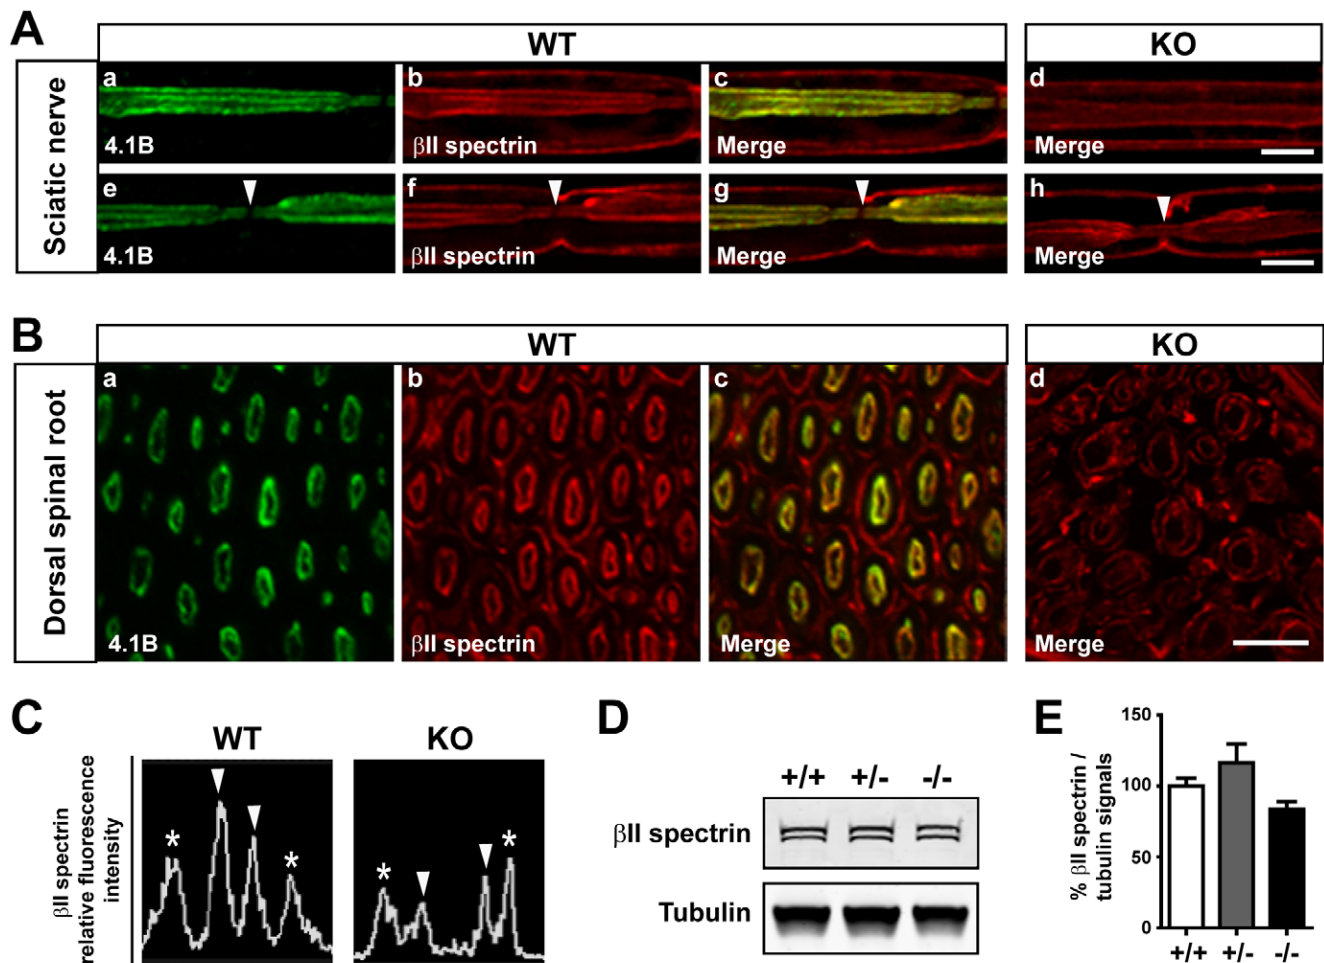 A
WT
KO
Sciatic nerve
a
b
c
d
4.1B
βII spectrin
Merge
Merge
e
f
g
h
4.1B
βII spectrin
Merge
Merge
B
WT
KO
Dorsal spinal root
a
b
c
d
4.1B
βII spectrin
Merge
Merge
C
WT
KO
βII spectrin
relative fluorescence
intensity
* *
* *
D
+/+ +/- -/-
βII spectrin
Tubulin
E
% βII spectrin /
tubulin signals
150
100
50
0
+/+ +/- -/-